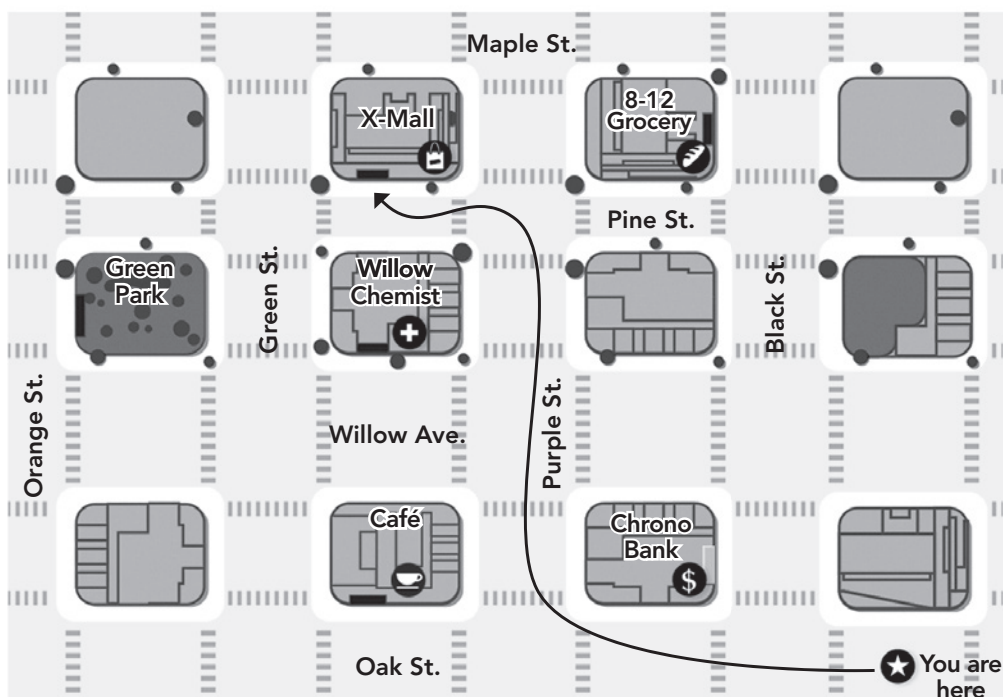 Maple St.
X-Mall
8-12
Grocery
Pine St.
Green
Park
Green St.
Willow
Chemist
Black St.
Orange St.
Willow Ave.
Purple St.
Café
Chrono
Bank
$
Oak St.
You are
here